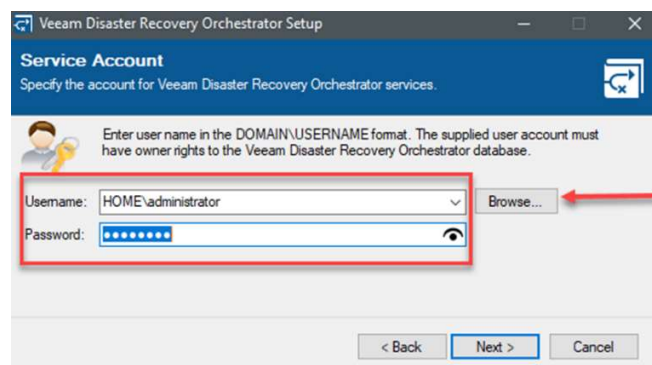 Veeam Disaster Recovery Orchestrator Setup
Service Account
Specify the account for Veeam Disaster Recovery Orchestrator services.
Enter user name in the DOMAIN\USERNAME format. The supplied user account must
have owner rights to the Veeam Disaster Recovery Orchestrator database.
Username: HOME\administrator Browse...
Password: ••••••••
< Back Next > Cancel